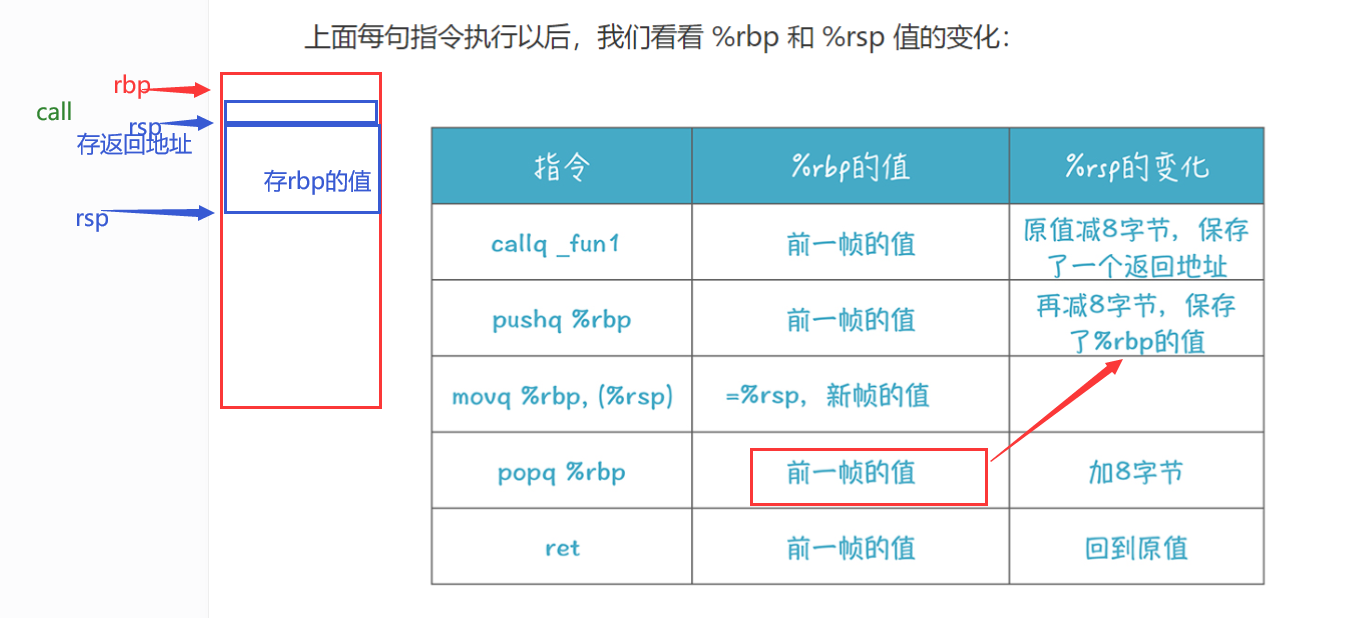 上面每句指令执行以后，我们看看 %rbp 和 %rsp 值的变化：
rbp
call
rsp
存返回地址
存rbp的值
rsp
指令 %rbp的值 %rsp的变化
callq _fun1 前一帧的值 原值减8字节，保存
了一个返回地址
pushq %rbp 前一帧的值 再减8字节，保存
了%rbp的值
movq %rbp, (%rsp) =%rsp，新帧的值
popq %rbp 前一帧的值 加8字节
ret 前一帧的值 回到原值